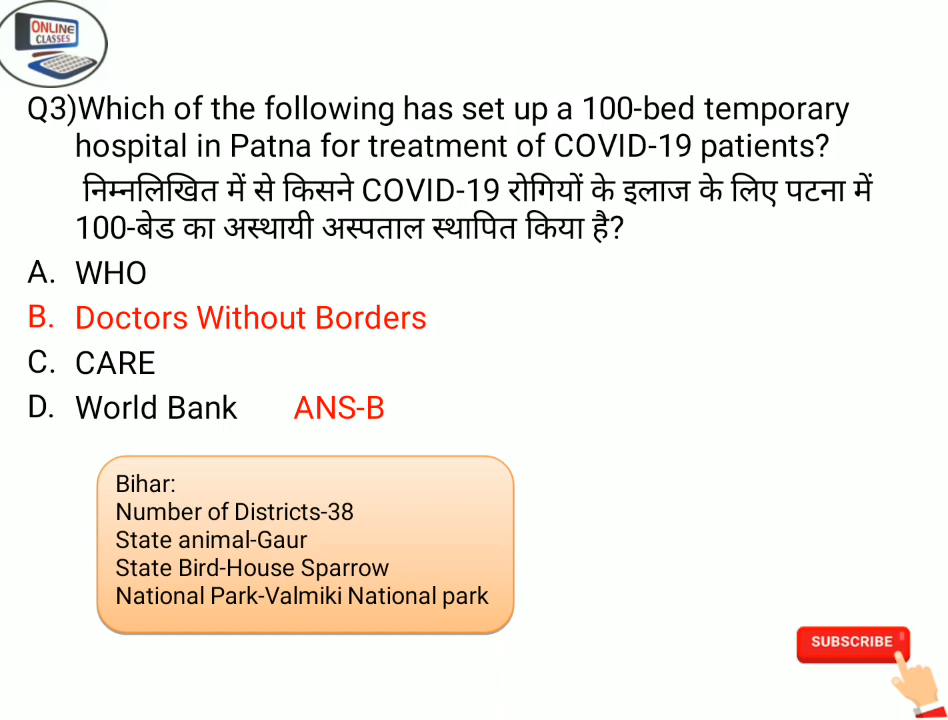 ONLINE
CLASSES
Q3)Which of the following has set up a 100-bed temporary
hospital in Patna for treatment of COVID-19 patients?
निम्नलिखित में से किसने COVID-19 रोगियों के इलाज के लिए पटना में
100-बेड का अस्थायी अस्पताल स्थापित किया है?
A. WHO
B. Doctors Without Borders
C. CARE
D. World Bank ANS-B
Bihar:
Number of Districts-38
State animal-Gaur
State Bird-House Sparrow
National Park-Valmiki National park
SUBSCRIBE